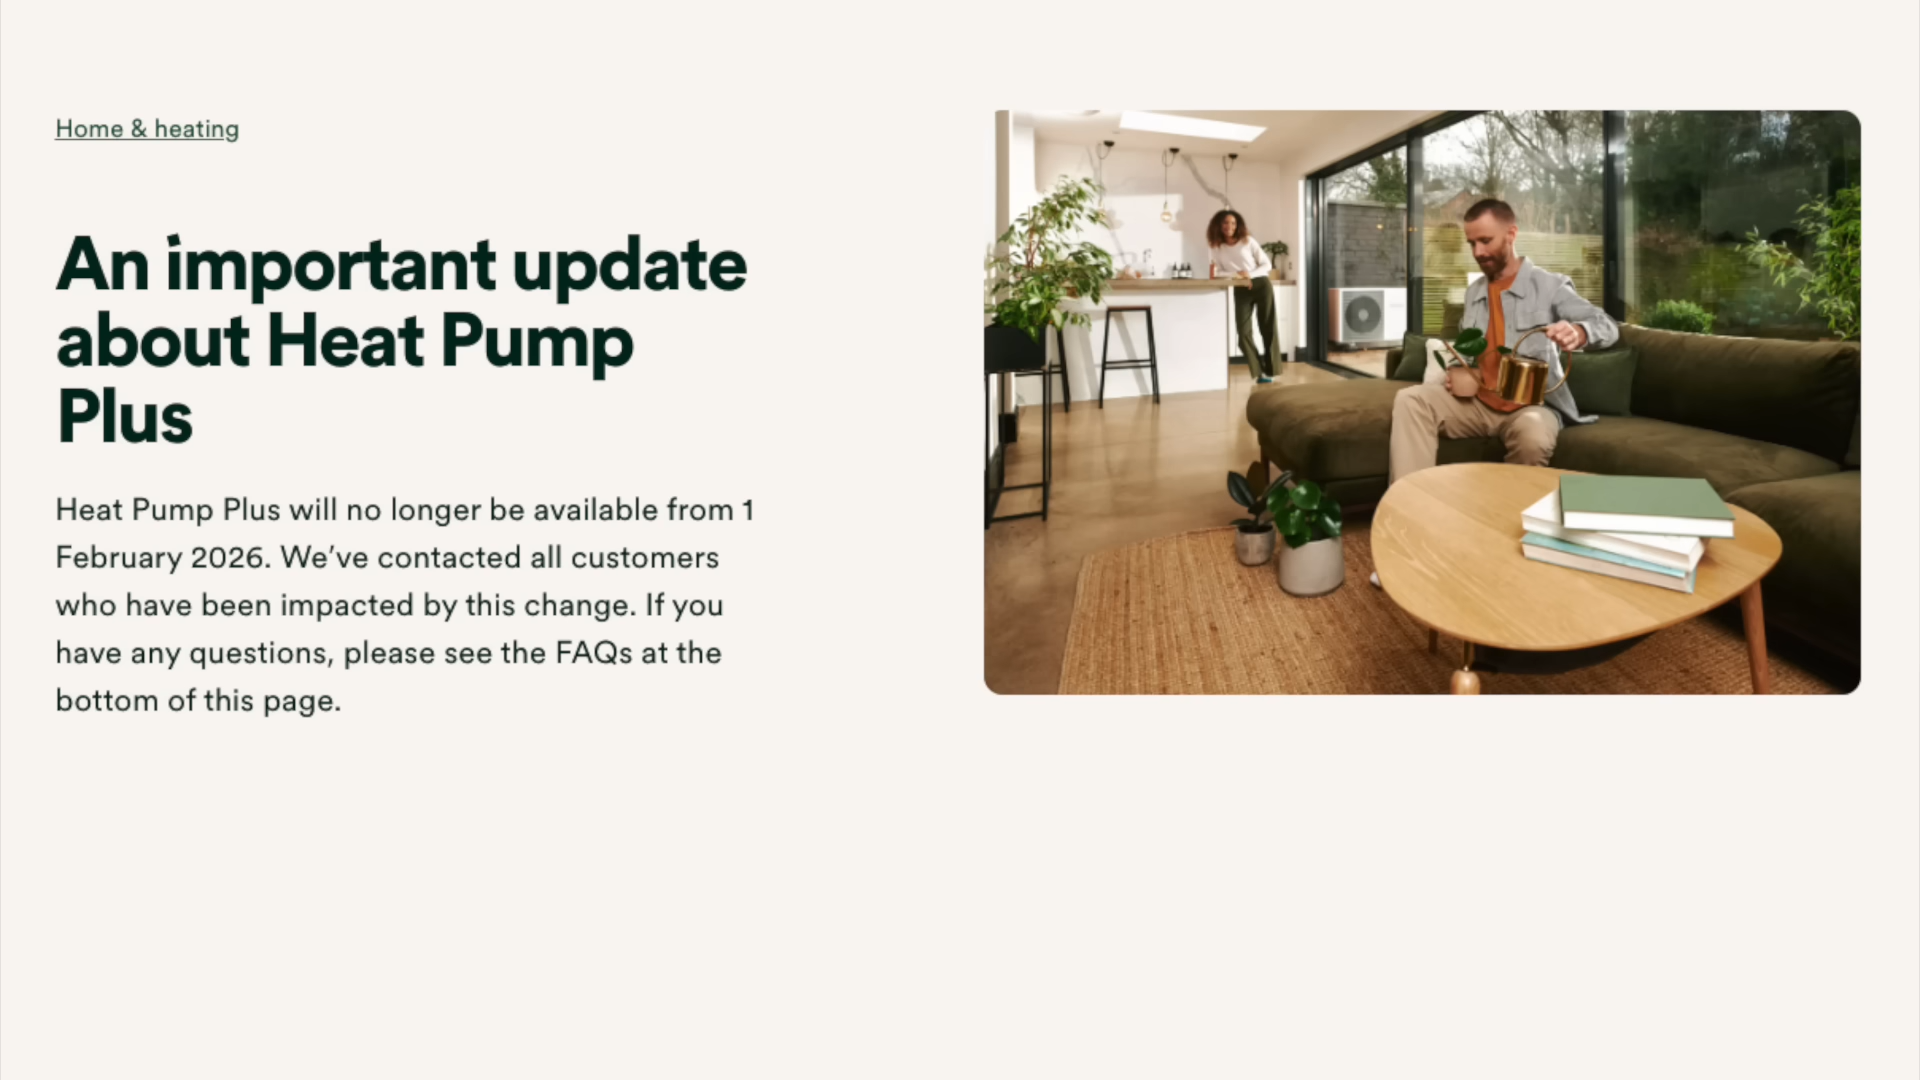 Home & heating
An important update
about Heat Pump
Plus
Heat Pump Plus will no longer be available from 1
February 2026. We’ve contacted all customers
who have been impacted by this change. If you
have any questions, please see the FAQs at the
bottom of this page.